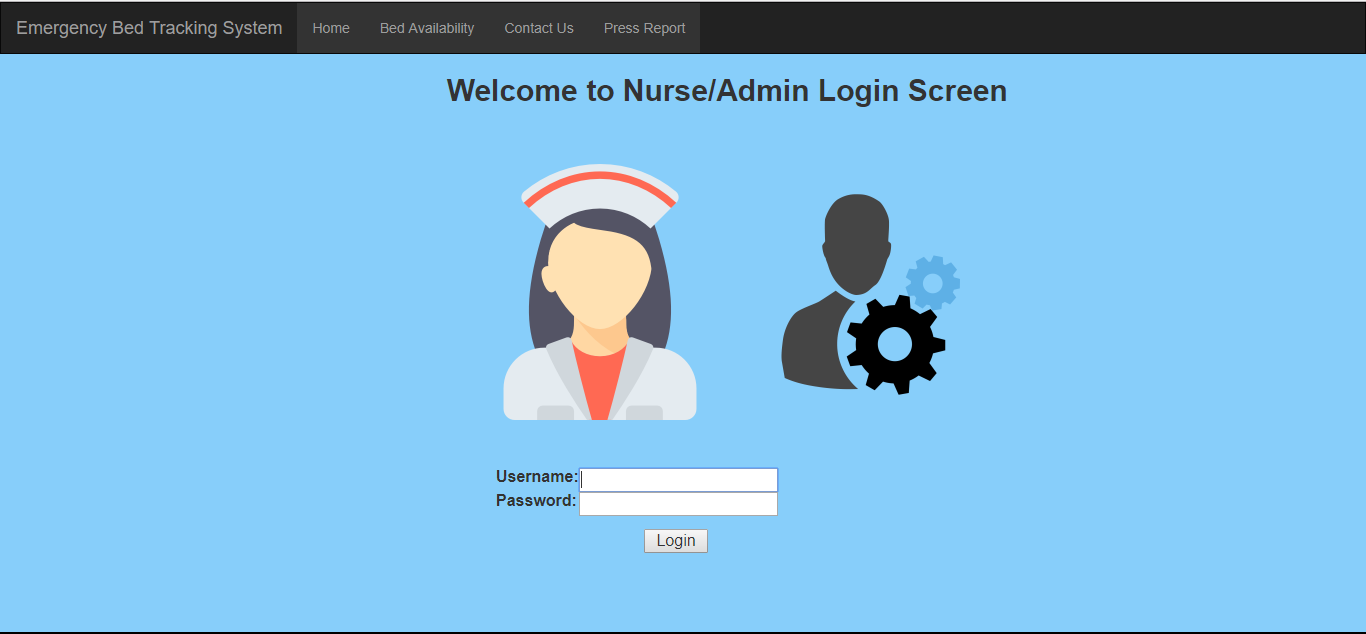 Emergency Bed Tracking System Home Bed Availability Contact Us Press Report
Welcome to Nurse/Admin Login Screen
Username:
Password:
Login